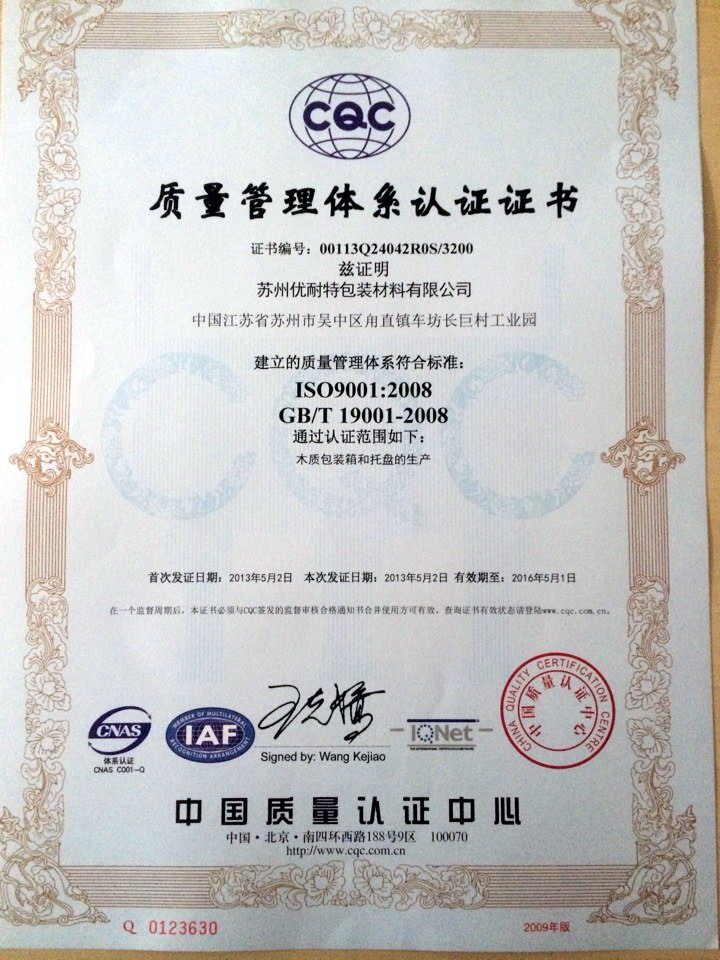 CQC
质量管理体系认证证书
证书编号：00113Q24042R0S/3200
兹证明
苏州优耐特包装材料有限公司
中国江苏省苏州市吴中区甪直镇车坊长巨村工业园
建立的质量管理体系符合标准：
ISO9001:2008
GB/T 19001-2008
通过认证范围如下：
木质包装箱和托盘的生产
首次发证日期：2013年5月2日 本次发证日期：2013年5月2日 有效期至：2016年5月1日
在一个监督周期后，本证书必须与CQC签发的监督审核合格通知书合并使用方可有效。查询证书有效状态请登陆www.cqc.com.cn。
CNAS
体系认证
CNAS C001-Q
MEMBER OF MULTILATERAL
IAF
RECOGNITION ARRANGEMENT
Signed by: Wang Kejiao
IQNet
THE INTERNATIONAL CERTIFICATION NETWORK
CHINA QUALITY CERTIFICATION CENTRE
中国质量认证中心
中国质量认证中心
中国·北京·南四环西路188号9区 100070
http://www.cqc.com.cn
Q 0123630
2009年版